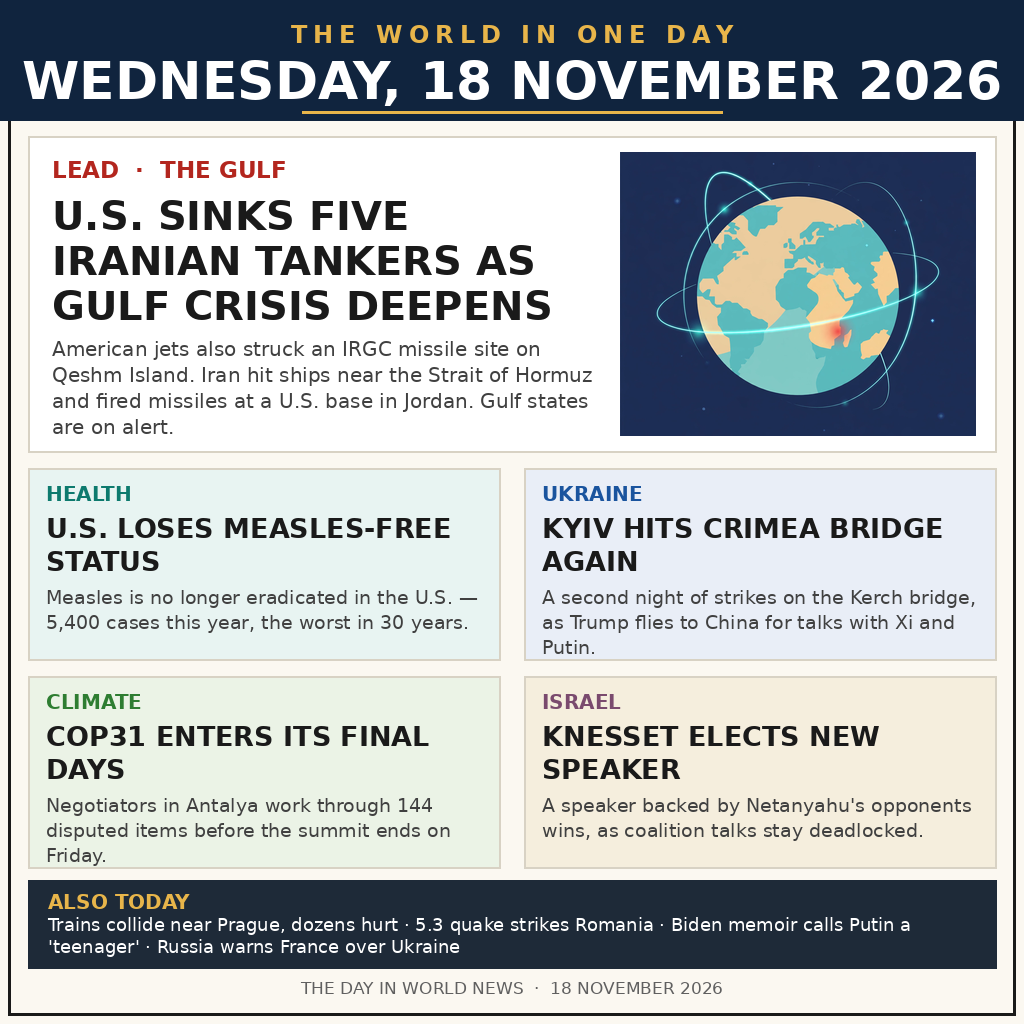 THE WORLD IN ONE DAY
WEDNESDAY, 18 NOVEMBER 2026
LEAD · THE GULF
U.S. SINKS FIVE
IRANIAN TANKERS AS
GULF CRISIS DEEPENS
American jets also struck an IRGC missile site on
Qeshm Island. Iran hit ships near the Strait of Hormuz
and fired missiles at a U.S. base in Jordan. Gulf states
are on alert.
HEALTH
U.S. LOSES MEASLES-FREE
STATUS
Measles is no longer eradicated in the U.S. —
5,400 cases this year, the worst in 30 years.
UKRAINE
KYIV HITS CRIMEA BRIDGE
AGAIN
A second night of strikes on the Kerch bridge,
as Trump flies to China for talks with Xi and
Putin.
CLIMATE
COP31 ENTERS ITS FINAL
DAYS
Negotiators in Antalya work through 144
disputed items before the summit ends on
Friday.
ISRAEL
KNESSET ELECTS NEW
SPEAKER
A speaker backed by Netanyahu's opponents
wins, as coalition talks stay deadlocked.
ALSO TODAY
Trains collide near Prague, dozens hurt · 5.3 quake strikes Romania · Biden memoir calls Putin a
'teenager' · Russia warns France over Ukraine
THE DAY IN WORLD NEWS · 18 NOVEMBER 2026